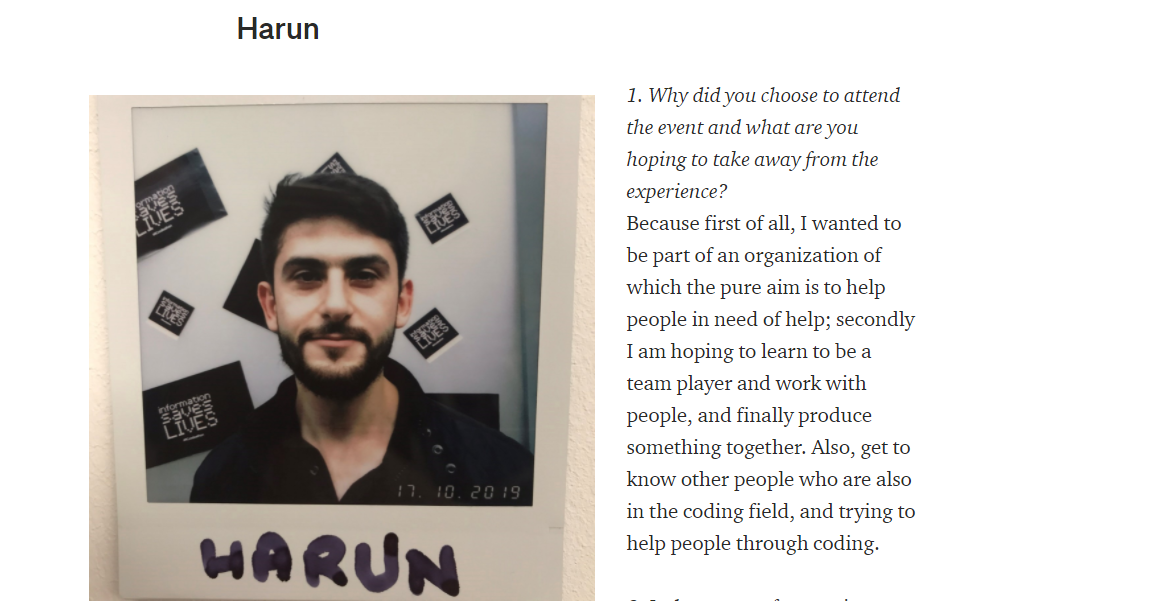 Harun
1. Why did you choose to attend
the event and what are you
hoping to take away from the
experience?
Because first of all, I wanted to
be part of an organization of
which the pure aim is to help
people in need of help; secondly
I am hoping to learn to be a
team player and work with
people, and finally produce
something together. Also, get to
know other people who are also
in the coding field, and trying to
help people through coding.
information
saves
LIVES
information
saves
LIVES
information
saves
LIVES
information
saves
LIVES
17. 10. 2019
HARUN